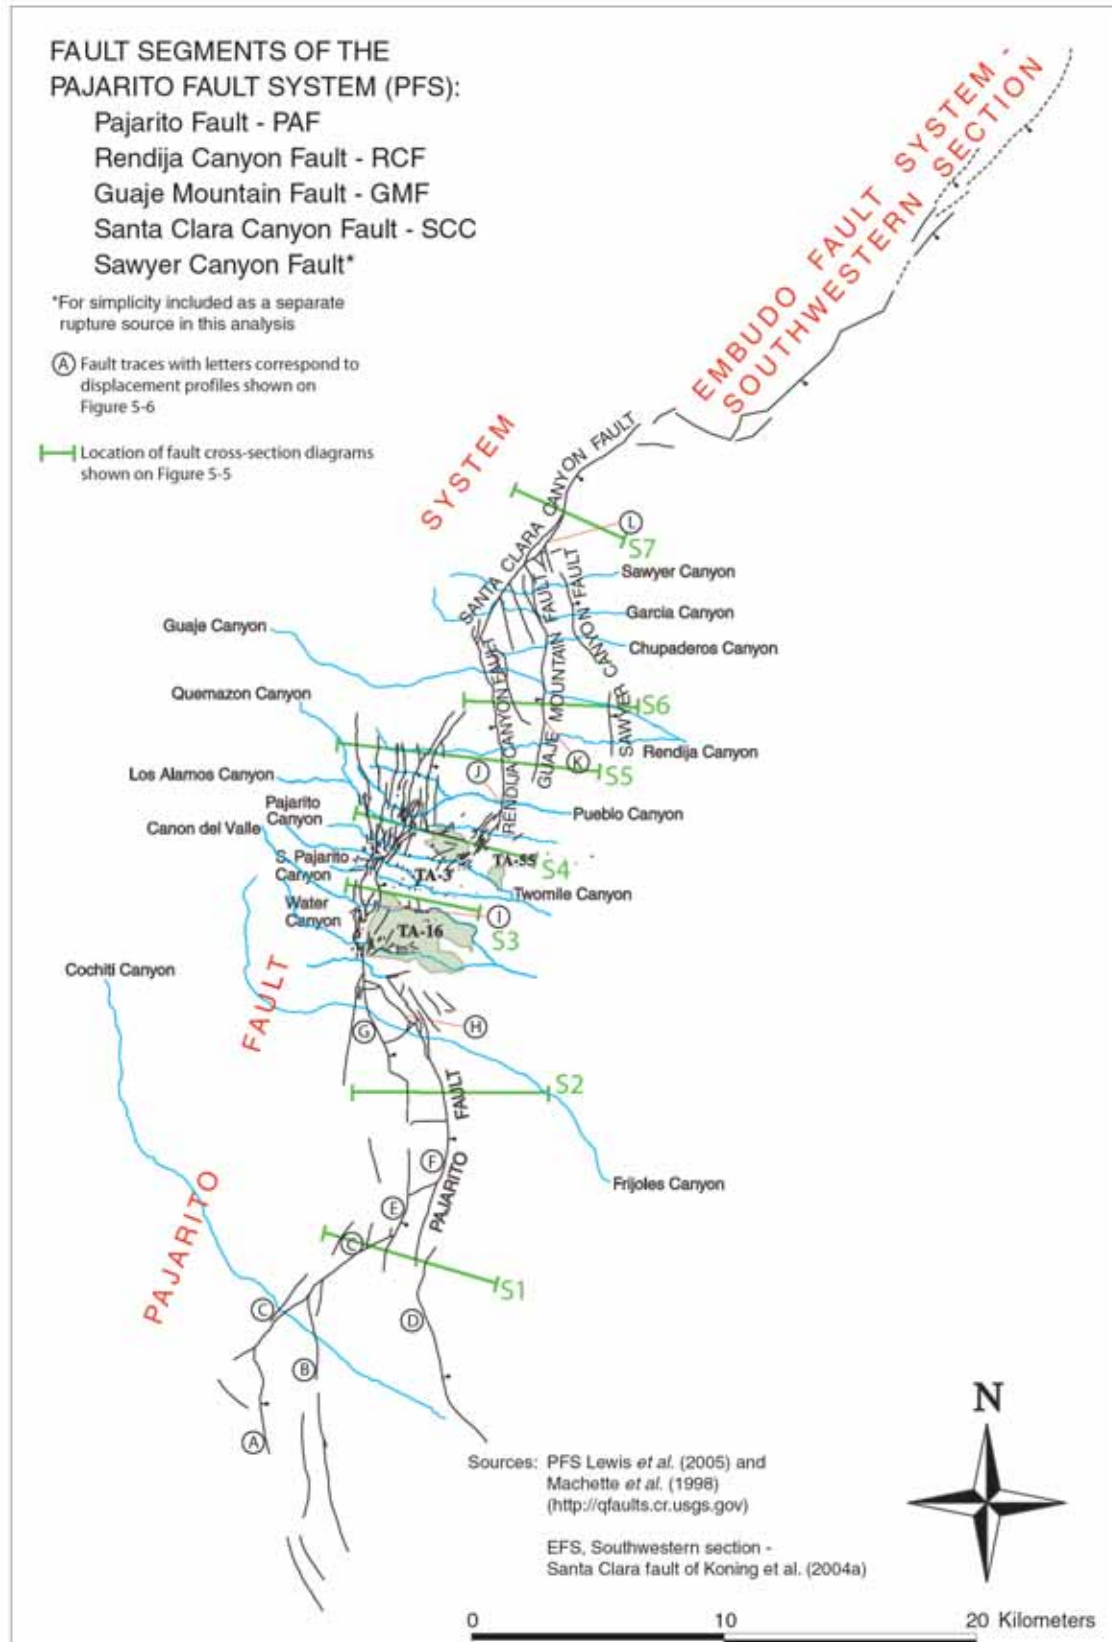 FAULT SEGMENTS OF THE
PAJARITO FAULT SYSTEM (PFS):
Pajarito Fault - PAF
Rendija Canyon Fault - RCF
Guaje Mountain Fault - GMF
Santa Clara Canyon Fault - SCC
Sawyer Canyon Fault*
*For simplicity included as a separate
rupture source in this analysis
A Fault traces with letters correspond to
displacement profiles shown on
Figure 5-6
Location of fault cross-section diagrams
shown on Figure 5-5
EMBUDO FAULT SYSTEM -
SOUTHWESTERN SECTION
PAJARITO FAULT SYSTEM
SANTA CLARA CANYON FAULT
L
S7
Sawyer Canyon
Garcia Canyon
Guaje Canyon
Chupaderos Canyon
SAWYER CANYON FAULT
GUAJE MOUNTAIN FAULT
RENDIJA CANYON FAULT
Quemazon Canyon
S6
Rendija Canyon
K
S5
J
Los Alamos Canyon
Pajarito
Canyon
Pueblo Canyon
Canon del Valle
S. Pajarito
Canyon
TA-55
S4
TA-3
Twomile Canyon
Water
Canyon
I
TA-16
S3
Cochiti Canyon
G
H
S2
PAJARITO FAULT
F
Frijoles Canyon
E
C
S1
C
D
B
A
N
Sources: PFS Lewis et al. (2005) and
Machette et al. (1998)
(http://qfaults.cr.usgs.gov)
EFS, Southwestern section -
Santa Clara fault of Koning et al. (2004a)
0 10 20 Kilometers